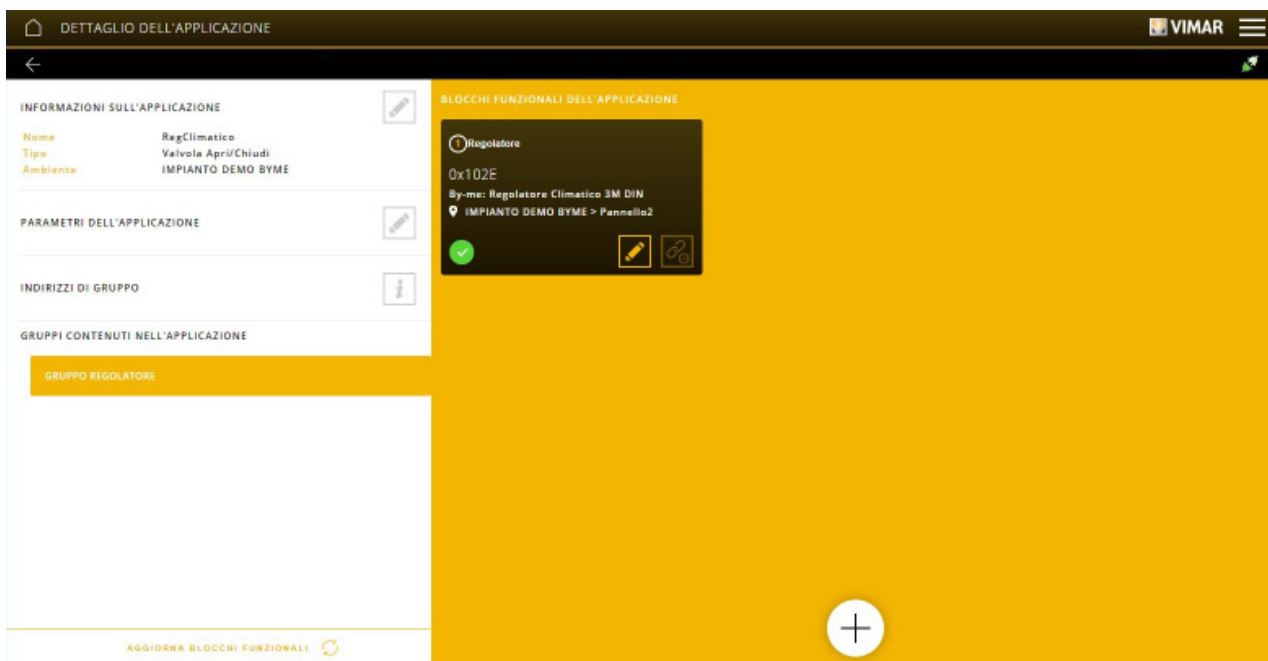 DETTAGLIO DELL'APPLICAZIONE
VIMAR
INFORMAZIONI SULL'APPLICAZIONE
Nome RegClimatico
Tipo Valvola Apri/Chiudi
Ambiente IMPIANTO DEMO BYME
PARAMETRI DELL'APPLICAZIONE
INDIRIZZI DI GRUPPO
i
GRUPPI CONTENUTI NELL'APPLICAZIONE
GRUPPO REGOLATORE
AGGIORNA BLOCCHI FUNZIONALI
BLOCCHI FUNZIONALI DELL'APPLICAZIONE
1 Regolatore
0x102E
By-me: Regolatore Climatico 3M DIN
IMPIANTO DEMO BYME > Pannello2